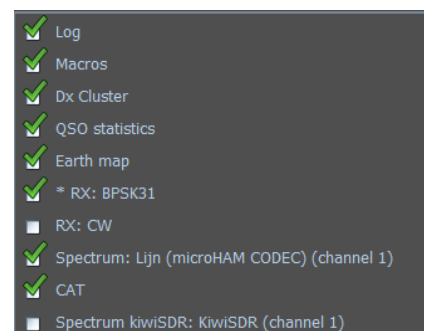 Log
Macros
Dx Cluster
QSO statistics
Earth map
* RX: BPSK31
RX: CW
Spectrum: Lijn (microHAM CODEC) (channel 1)
CAT
Spectrum kiwiSDR: KiwiSDR (channel 1)